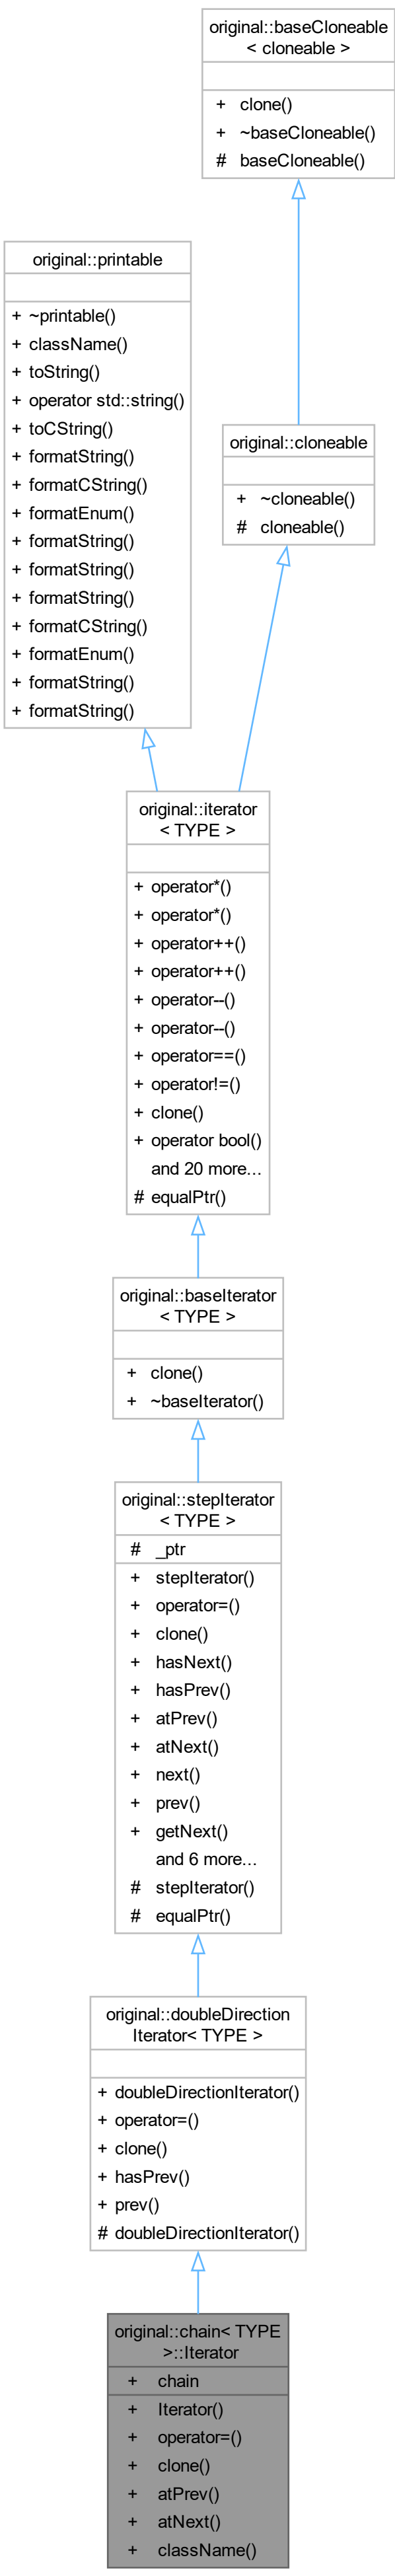 original::baseCloneable
< cloneable >
+ clone()
+ ~baseCloneable()
# baseCloneable()
original::printable
+ ~printable()
+ className()
+ toString()
+ operator std::string()
+ toCString()
+ formatString()
+ formatCString()
+ formatEnum()
+ formatString()
+ formatString()
+ formatString()
+ formatCString()
+ formatEnum()
+ formatString()
+ formatString()
original::cloneable
+ ~cloneable()
# cloneable()
original::iterator
< TYPE >
+ operator*()
+ operator*()
+ operator++()
+ operator++()
+ operator--()
+ operator--()
+ operator==()
+ operator!=()
+ clone()
+ operator bool()
and 20 more...
# equalPtr()
original::baseIterator
< TYPE >
+ clone()
+ ~baseIterator()
original::stepIterator
< TYPE >
# _ptr
+ stepIterator()
+ operator=()
+ clone()
+ hasNext()
+ hasPrev()
+ atPrev()
+ atNext()
+ next()
+ prev()
+ getNext()
and 6 more...
# stepIterator()
# equalPtr()
original::doubleDirection
Iterator< TYPE >
+ doubleDirectionIterator()
+ operator=()
+ clone()
+ hasPrev()
+ prev()
# doubleDirectionIterator()
original::chain< TYPE
>::Iterator
+ chain
+ Iterator()
+ operator=()
+ clone()
+ atPrev()
+ atNext()
+ className()